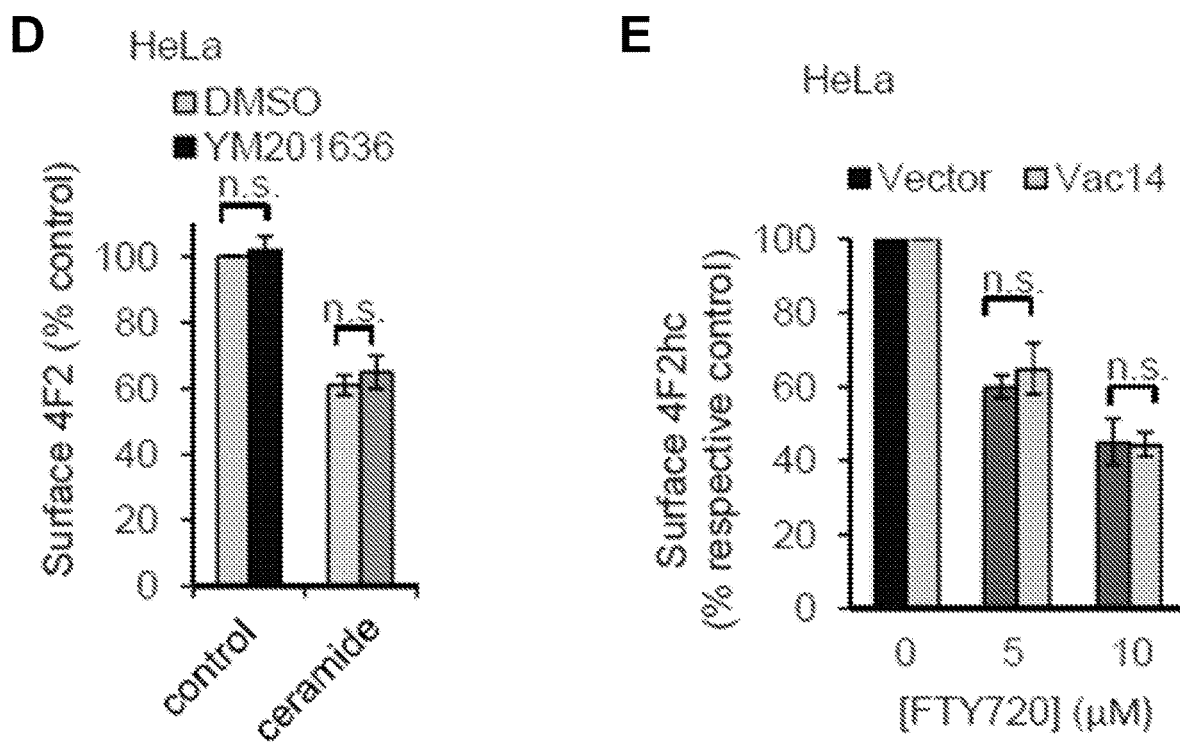 D
HeLa
DMSO
YM201636
n.s.
n.s.
Surface 4F2 (% control)
100
80
60
40
20
0
control
ceramide
E
HeLa
Vector Vac14
n.s.
n.s.
Surface 4F2hc
(% respective control)
100
80
60
40
20
0
0 5 10
[FTY720] (µM)